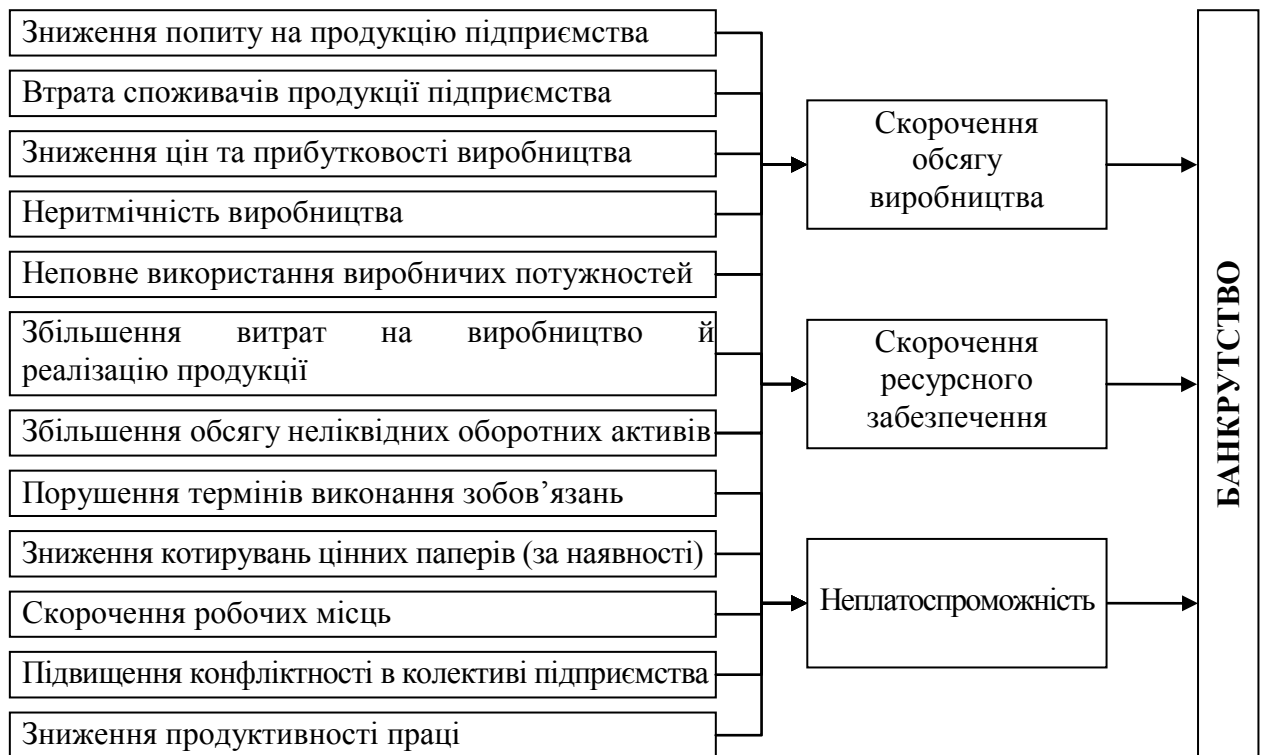 Зниження попиту на продукцію підприємства
Втрата споживачів продукції підприємства
Зниження цін та прибутковості виробництва
Неритмічність виробництва
Неповне використання виробничих потужностей
Збільшення витрат на виробництво й
реалізацію продукції
Збільшення обсягу неліквідних оборотних активів
Порушення термінів виконання зобов’язань
Зниження котирувань цінних паперів (за наявності)
Скорочення робочих місць
Підвищення конфліктності в колективі підприємства
Зниження продуктивності праці
Скорочення
обсягу
виробництва
Скорочення
ресурсного
забезпечення
Неплатоспроможність
БАНКРУТСТВО